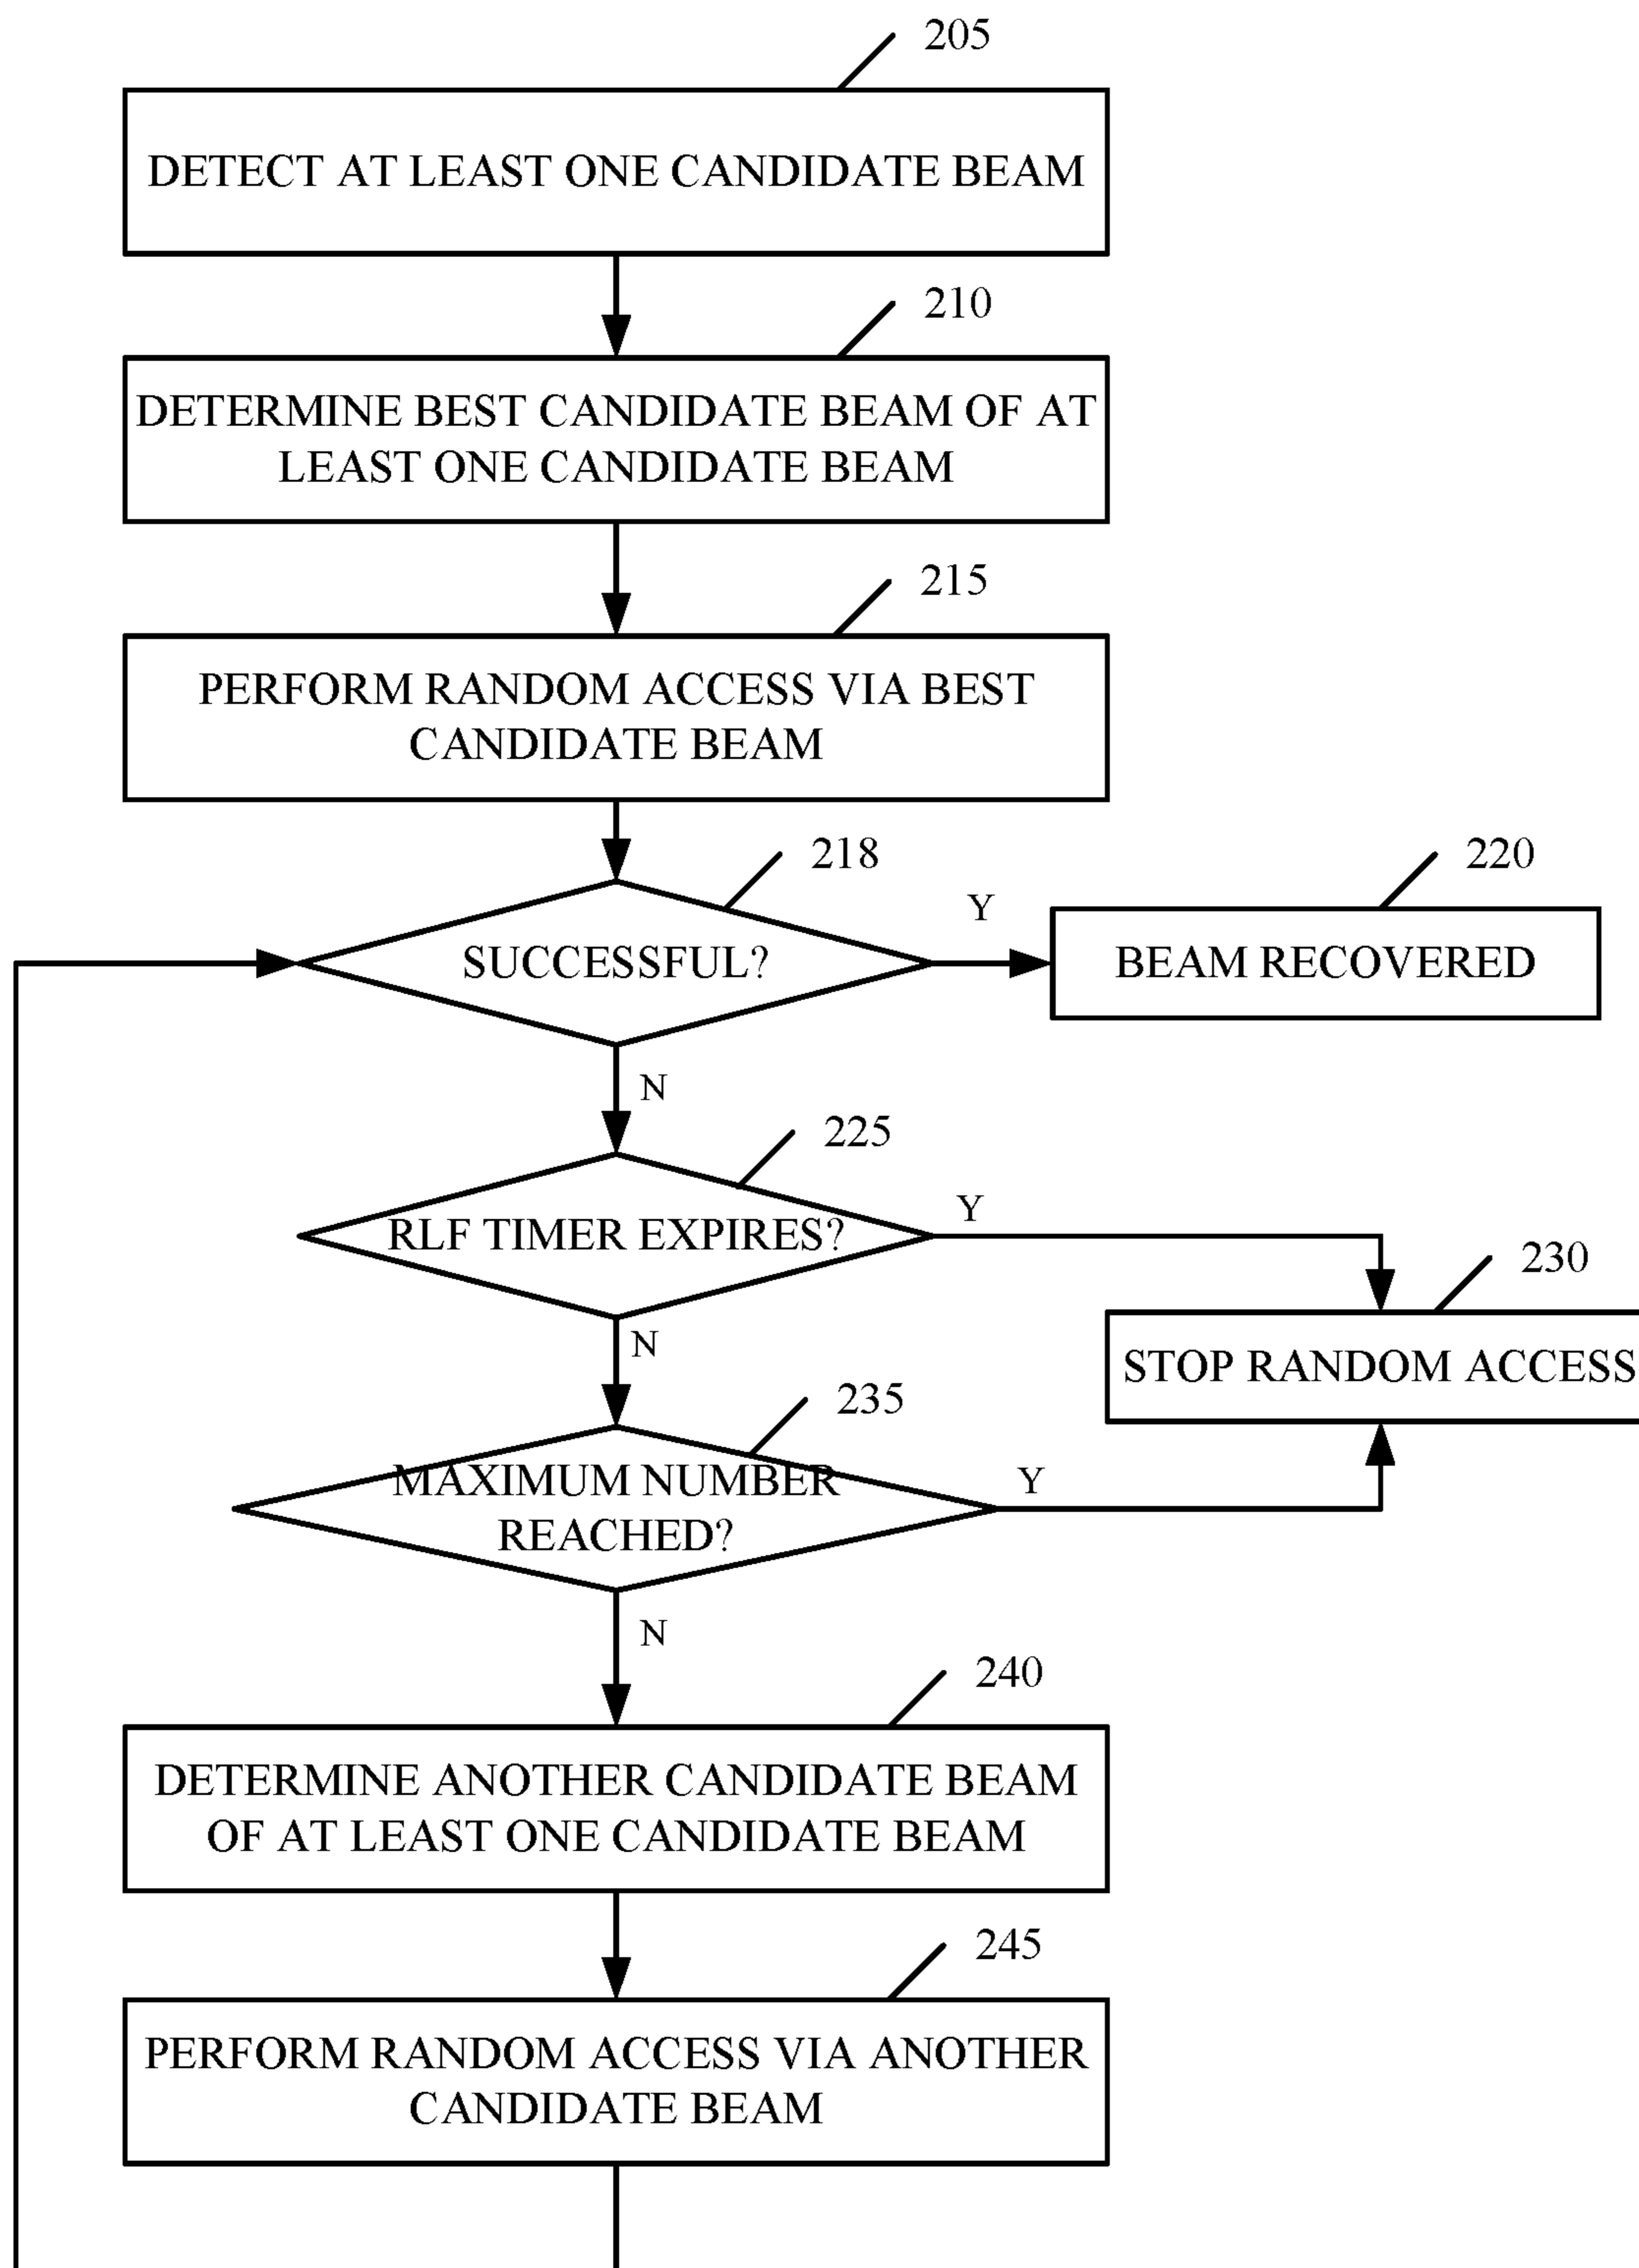 205
DETECT AT LEAST ONE CANDIDATE BEAM
210
DETERMINE BEST CANDIDATE BEAM OF AT
LEAST ONE CANDIDATE BEAM
215
PERFORM RANDOM ACCESS VIA BEST
CANDIDATE BEAM
218
220
Y
SUCCESSFUL?
BEAM RECOVERED
N
225
RLF TIMER EXPIRES?
Y
230
STOP RANDOM ACCESS
N
235
MAXIMUM NUMBER
REACHED?
Y
N
240
DETERMINE ANOTHER CANDIDATE BEAM
OF AT LEAST ONE CANDIDATE BEAM
245
PERFORM RANDOM ACCESS VIA ANOTHER
CANDIDATE BEAM